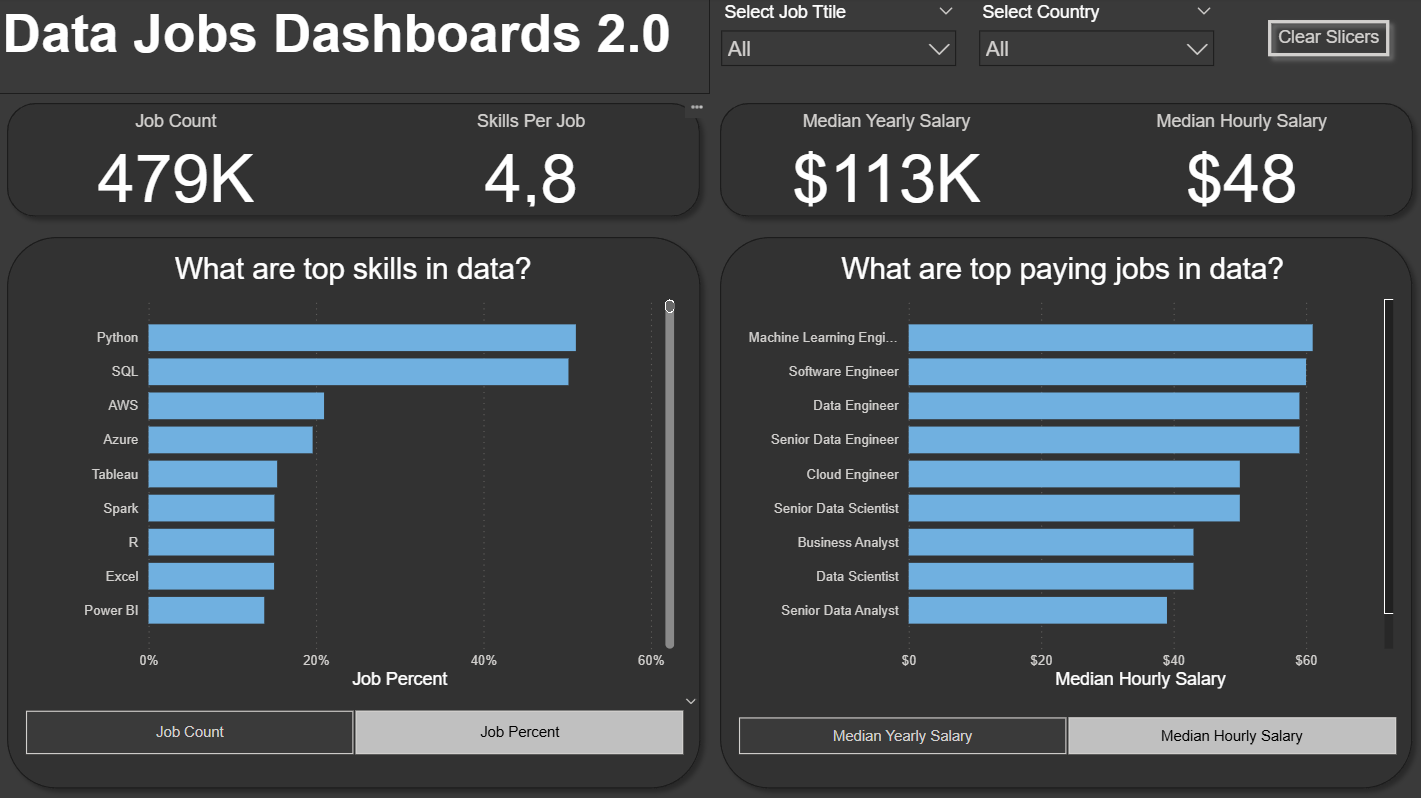 Data Jobs Dashboards 2.0
Select Job Ttile
All
Select Country
All
Clear Slicers
Job Count
479K
Skills Per Job
4,8
Median Yearly Salary
$113K
Median Hourly Salary
$48
What are top skills in data?
Python
SQL
AWS
Azure
Tableau
Spark
R
Excel
Power BI
0% 20% 40% 60%
Job Percent
Job Count
Job Percent
What are top paying jobs in data?
Machine Learning Engi...
Software Engineer
Data Engineer
Senior Data Engineer
Cloud Engineer
Senior Data Scientist
Business Analyst
Data Scientist
Senior Data Analyst
$0 $20 $40 $60
Median Hourly Salary
Median Yearly Salary
Median Hourly Salary